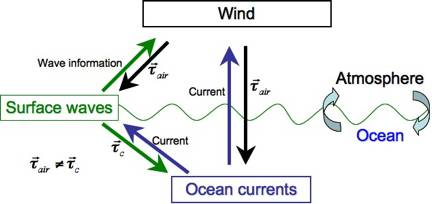 Wind
Wave information
τ⃗air
Current
τ⃗air
Atmosphere
Surface waves
Ocean
τ⃗c
Current
τ⃗air ≠ τ⃗c
Ocean currents